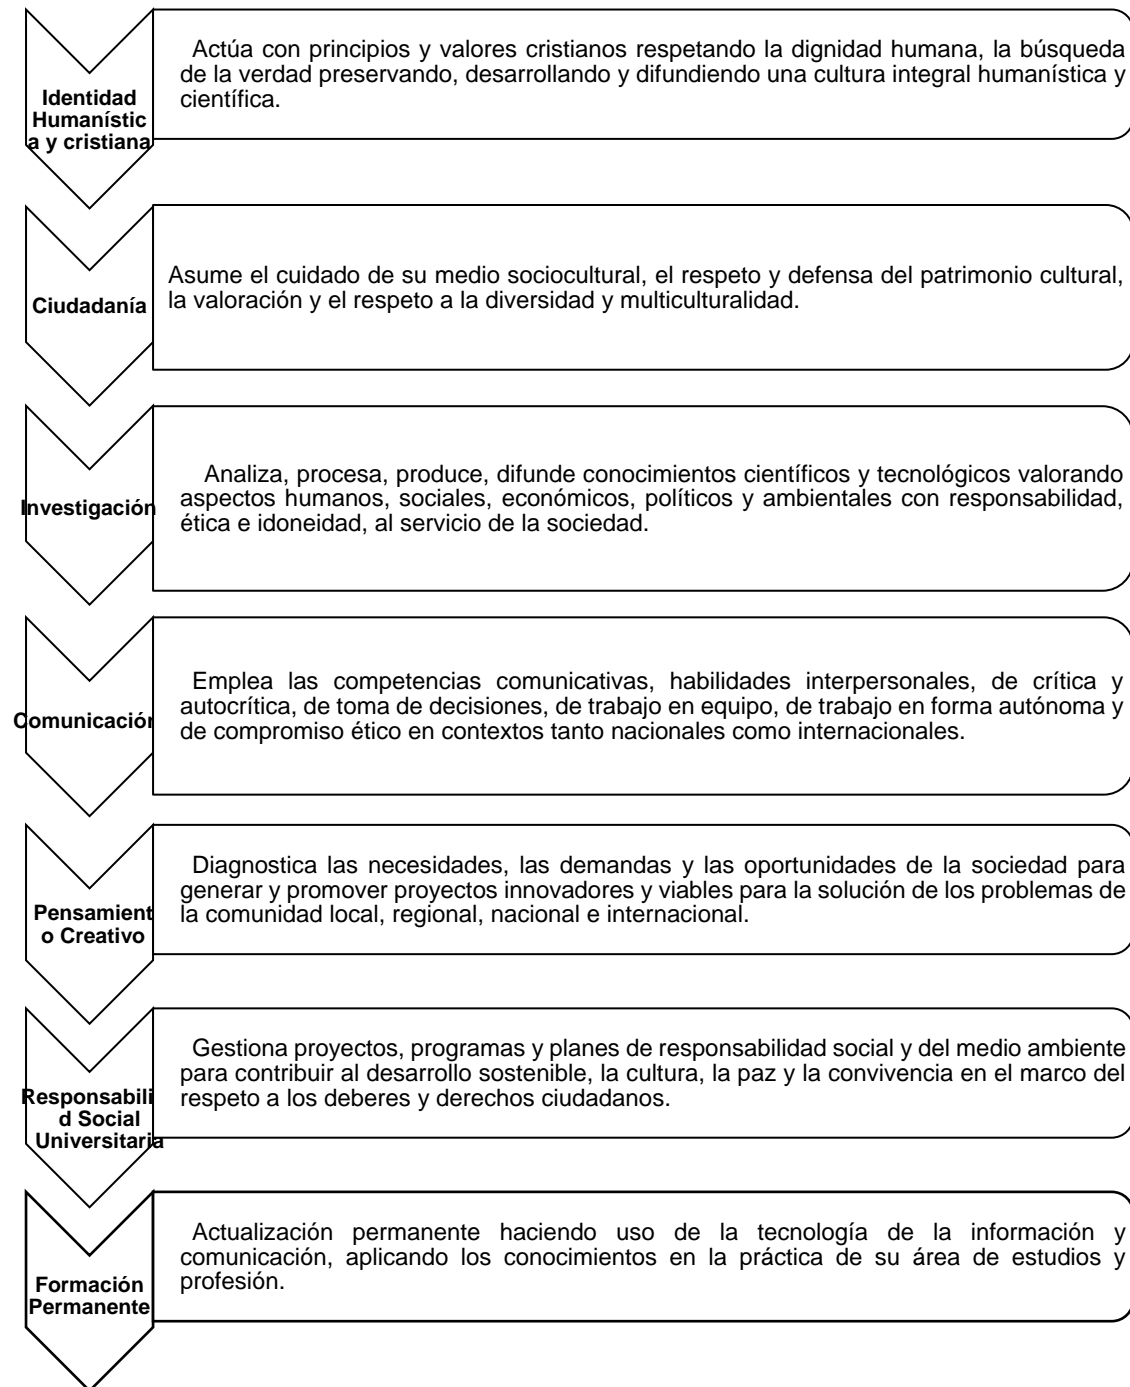 Identidad
Humanístic
a y cristiana
Actúa con principios y valores cristianos respetando la dignidad humana, la búsqueda
de la verdad preservando, desarrollando y difundiendo una cultura integral humanística y
científica.
Ciudadanía
Asume el cuidado de su medio sociocultural, el respeto y defensa del patrimonio cultural,
la valoración y el respeto a la diversidad y multiculturalidad.
Investigación
Analiza, procesa, produce, difunde conocimientos científicos y tecnológicos valorando
aspectos humanos, sociales, económicos, políticos y ambientales con responsabilidad,
ética e idoneidad, al servicio de la sociedad.
Comunicación
Emplea las competencias comunicativas, habilidades interpersonales, de crítica y
autocrítica, de toma de decisiones, de trabajo en equipo, de trabajo en forma autónoma y
de compromiso ético en contextos tanto nacionales como internacionales.
Pensamient
o Creativo
Diagnostica las necesidades, las demandas y las oportunidades de la sociedad para
generar y promover proyectos innovadores y viables para la solución de los problemas de
la comunidad local, regional, nacional e internacional.
Responsabili
d Social
Universitaria
Gestiona proyectos, programas y planes de responsabilidad social y del medio ambiente
para contribuir al desarrollo sostenible, la cultura, la paz y la convivencia en el marco del
respeto a los deberes y derechos ciudadanos.
Formación
Permanente
Actualización permanente haciendo uso de la tecnología de la información y
comunicación, aplicando los conocimientos en la práctica de su área de estudios y
profesión.